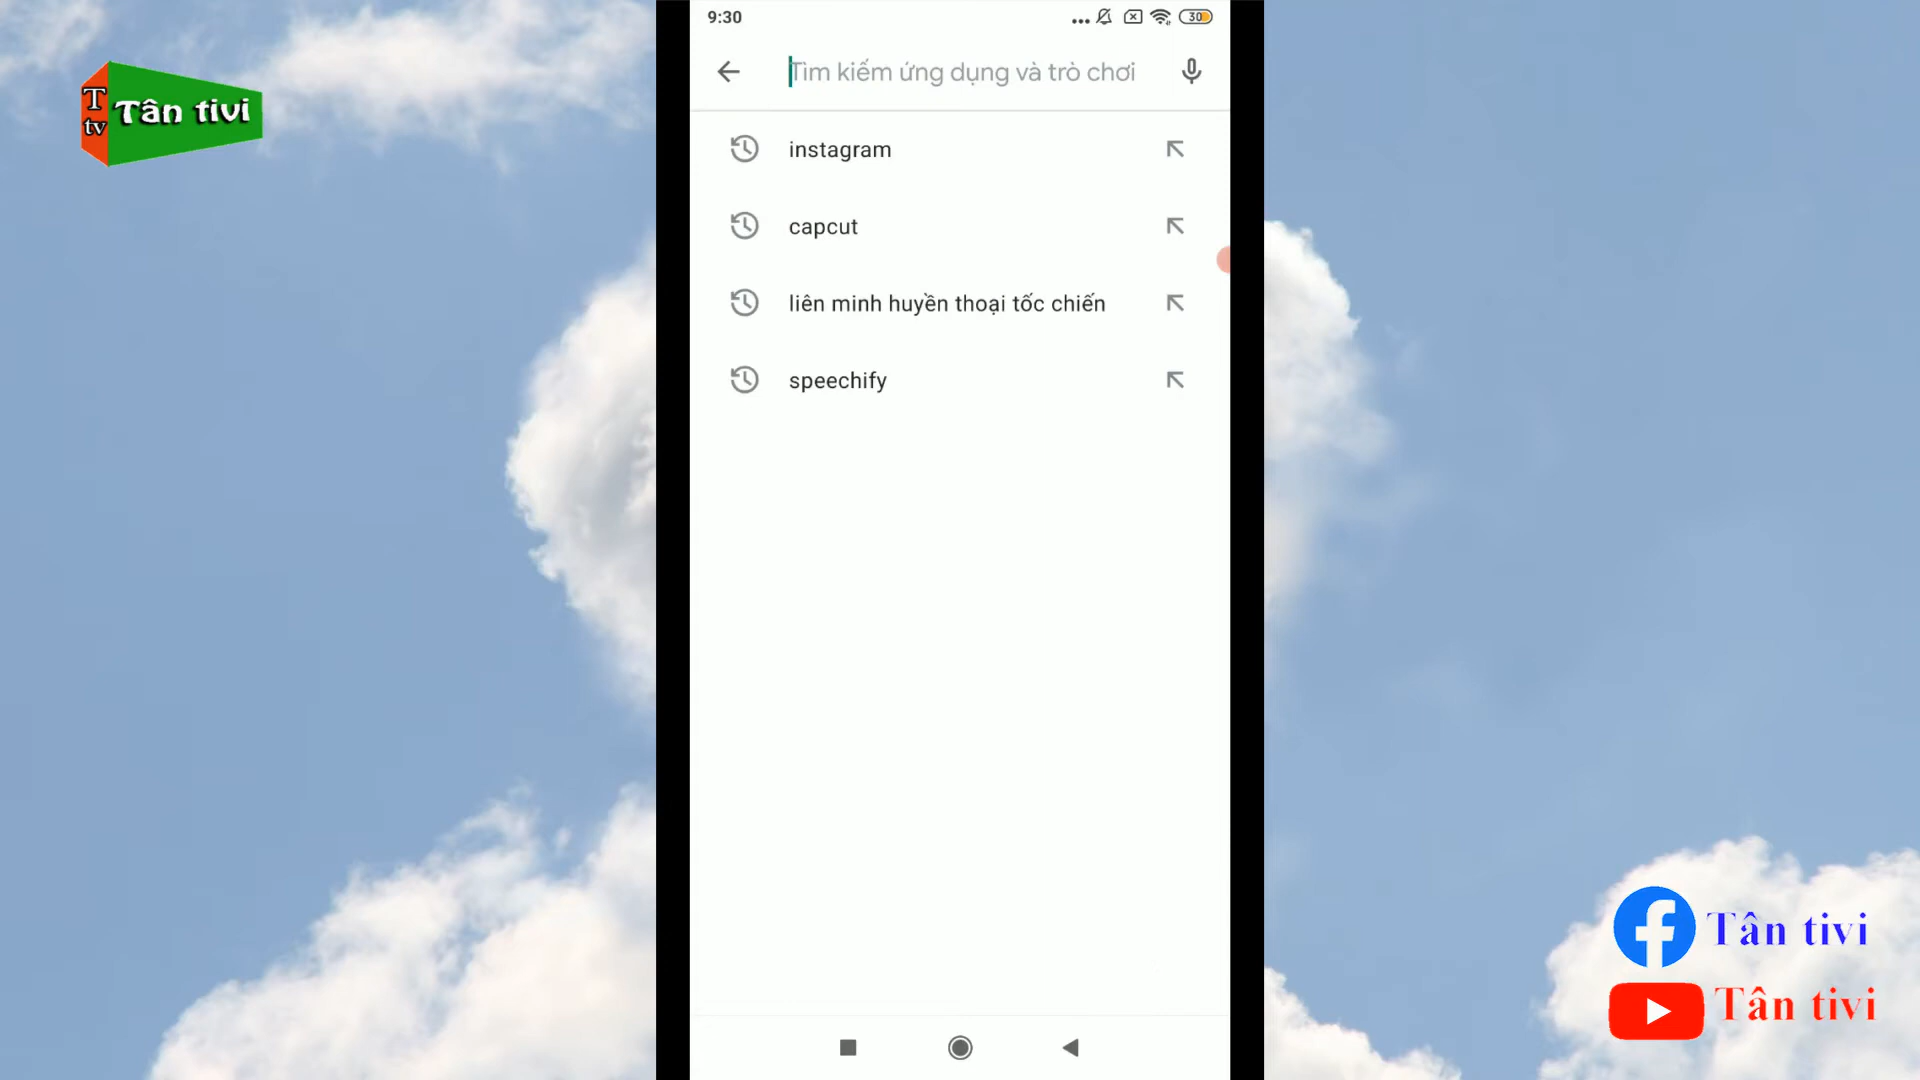 9:30
30
T
tv
Tân tivi
Tìm kiếm ứng dụng và trò chơi
instagram
capcut
liên minh huyền thoại tốc chiến
speechify
Tân tivi
Tân tivi